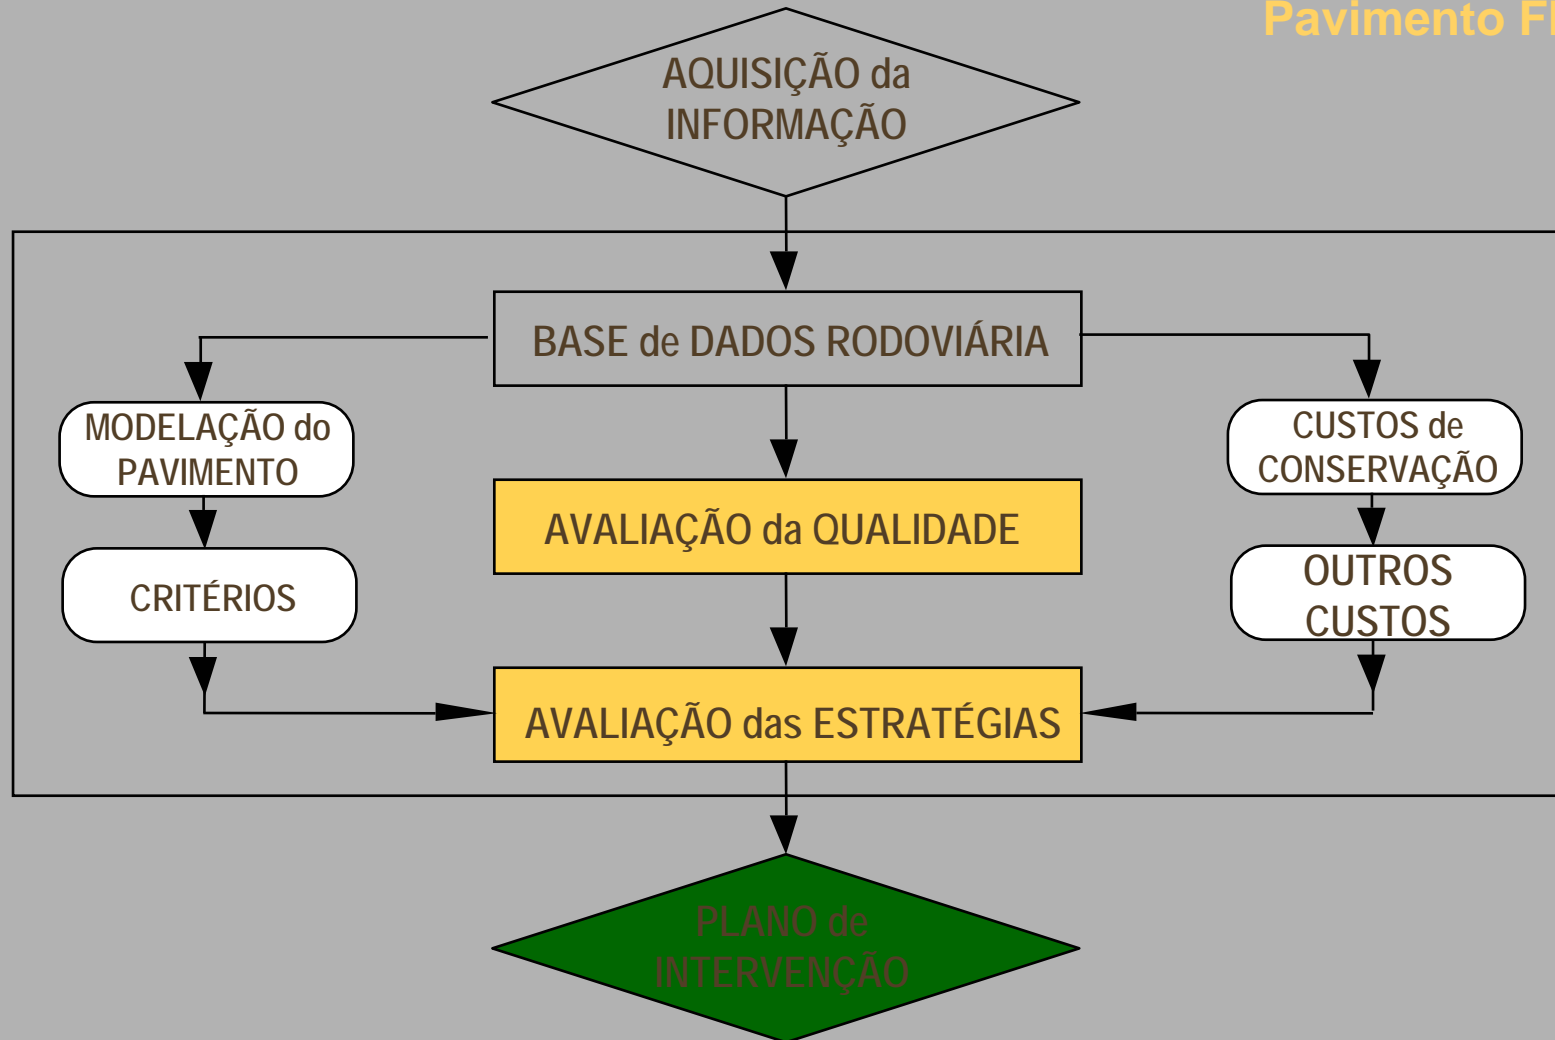 Pavimento Fl
AQUISIÇÃO da
INFORMAÇÃO
BASE de DADOS RODOVIÁRIA
MODELAÇÃO do
PAVIMENTO
CUSTOS de
CONSERVAÇÃO
AVALIAÇÃO da QUALIDADE
CRITÉRIOS
OUTROS
CUSTOS
AVALIAÇÃO das ESTRATÉGIAS
PLANO de
INTERVENÇÃO